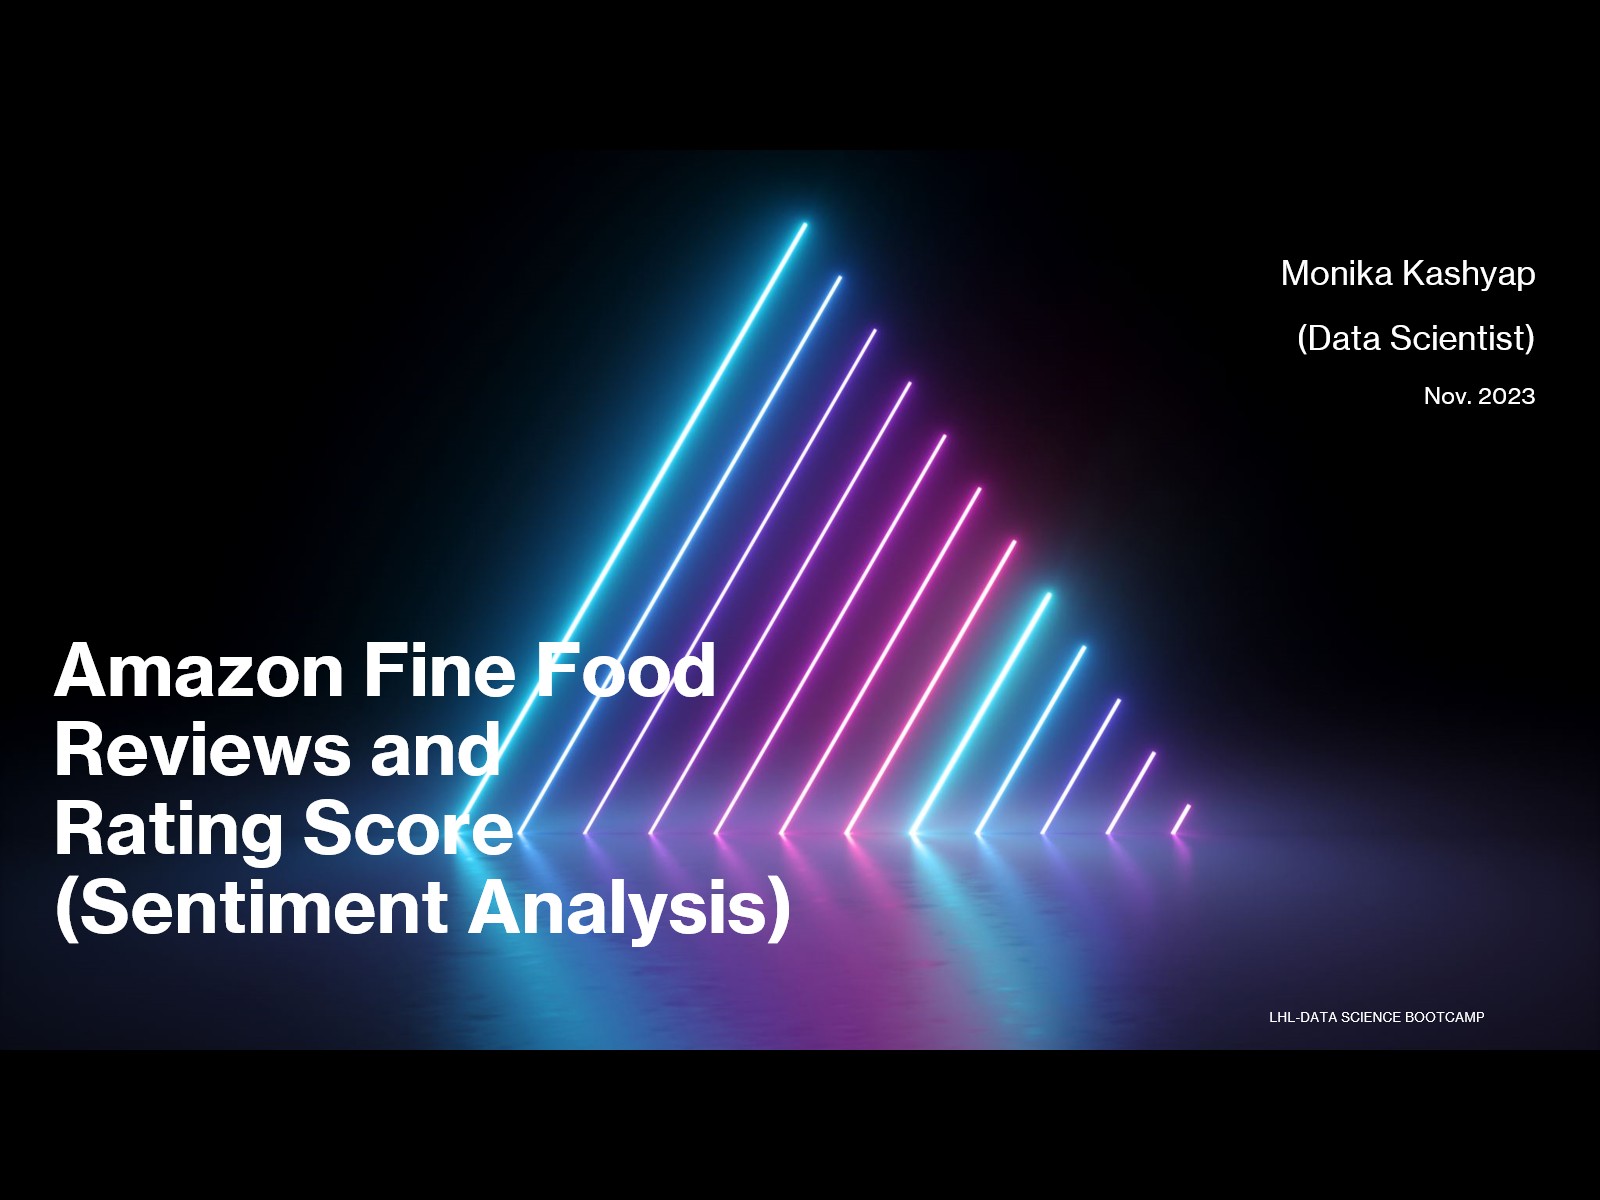 Monika Kashyap
(Data Scientist)
Nov. 2023
Amazon Fine Food
Reviews and
Rating Score
(Sentiment Analysis)
LHL-DATA SCIENCE BOOTCAMP